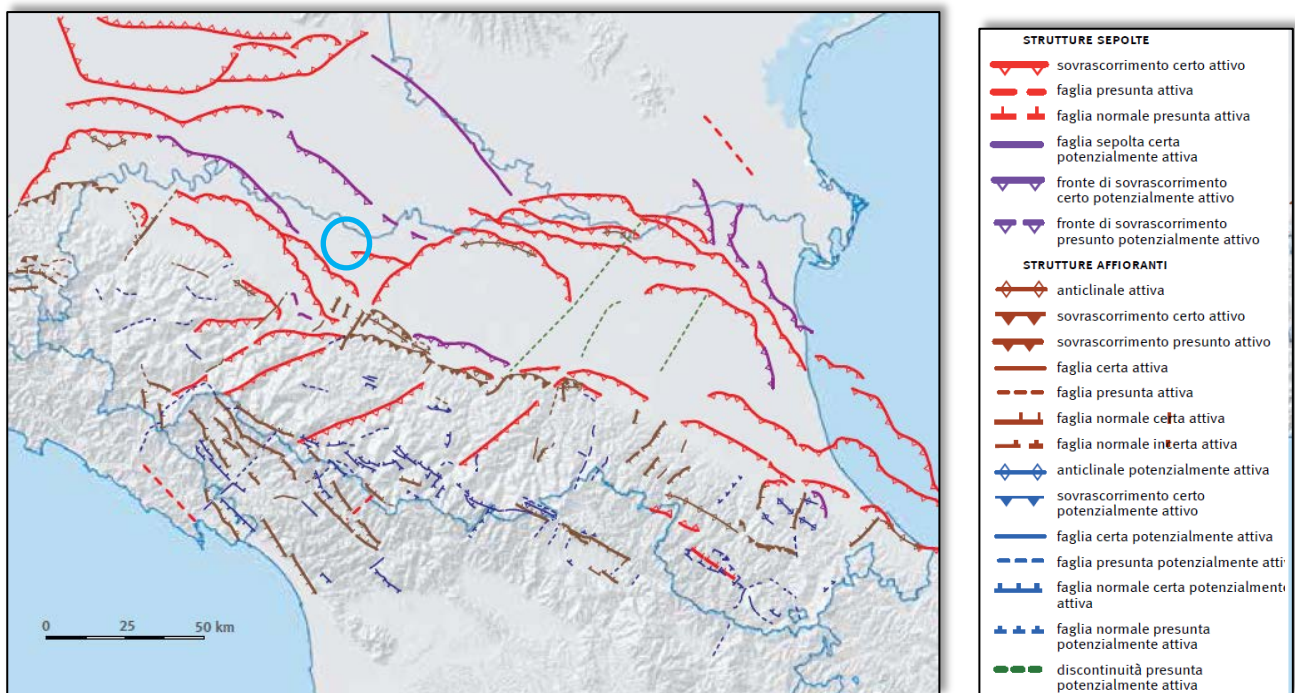 STRUTTURE SEPOLTE
sovrascorrimento certo attivo
faglia presunta attiva
faglia normale presunta attiva
faglia sepolta certa
potenzialmente attiva
fronte di sovrascorrimento
certo potenzialmente attivo
fronte di sovrascorrimento
presunto potenzialmente attivo
STRUTTURE AFFIORANTI
anticlinale attiva
sovrascorrimento certo attivo
sovrascorrimento presunto attivo
faglia certa attiva
faglia presunta attiva
faglia normale certa attiva
faglia normale incerta attiva
anticlinale potenzialmente attiva
sovrascorrimento certo
potenzialmente attivo
faglia certa potenzialmente attiva
faglia presunta potenzialmente atti
faglia normale certa potenzialmente
attiva
faglia normale presunta
potenzialmente attiva
discontinuità presunta
potenzialmente attiva
0 25 50 km